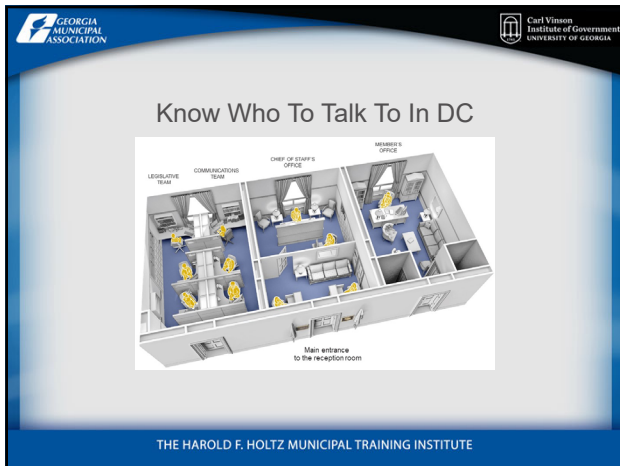 GEORGIA
MUNICIPAL
ASSOCIATION
Carl Vinson
Institute of Government
UNIVERSITY OF GEORGIA
Know Who To Talk To In DC
LEGISLATIVE
TEAM
COMMUNICATIONS
TEAM
CHIEF OF STAFF'S
OFFICE
MEMBER'S
OFFICE
Main entrance
to the reception room
THE HAROLD F. HOLTZ MUNICIPAL TRAINING INSTITUTE